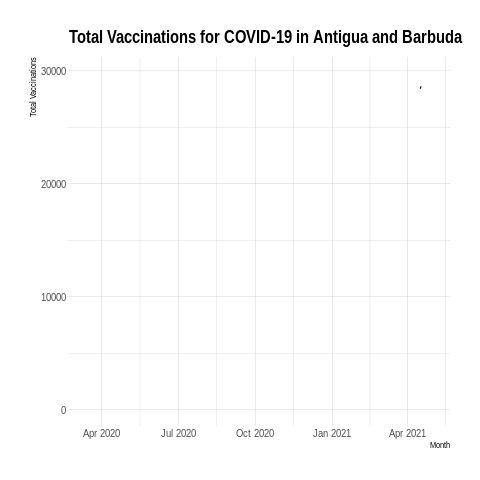 Total Vaccinations for COVID-19 in Antigua and Barbuda
Total Vaccinations
30000
20000
10000
0
Apr 2020 Jul 2020 Oct 2020 Jan 2021 Apr 2021
Month